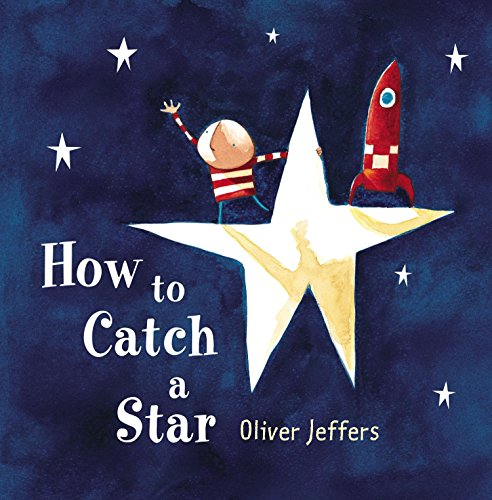 How to
Catch
a
Star
Oliver Jeffers